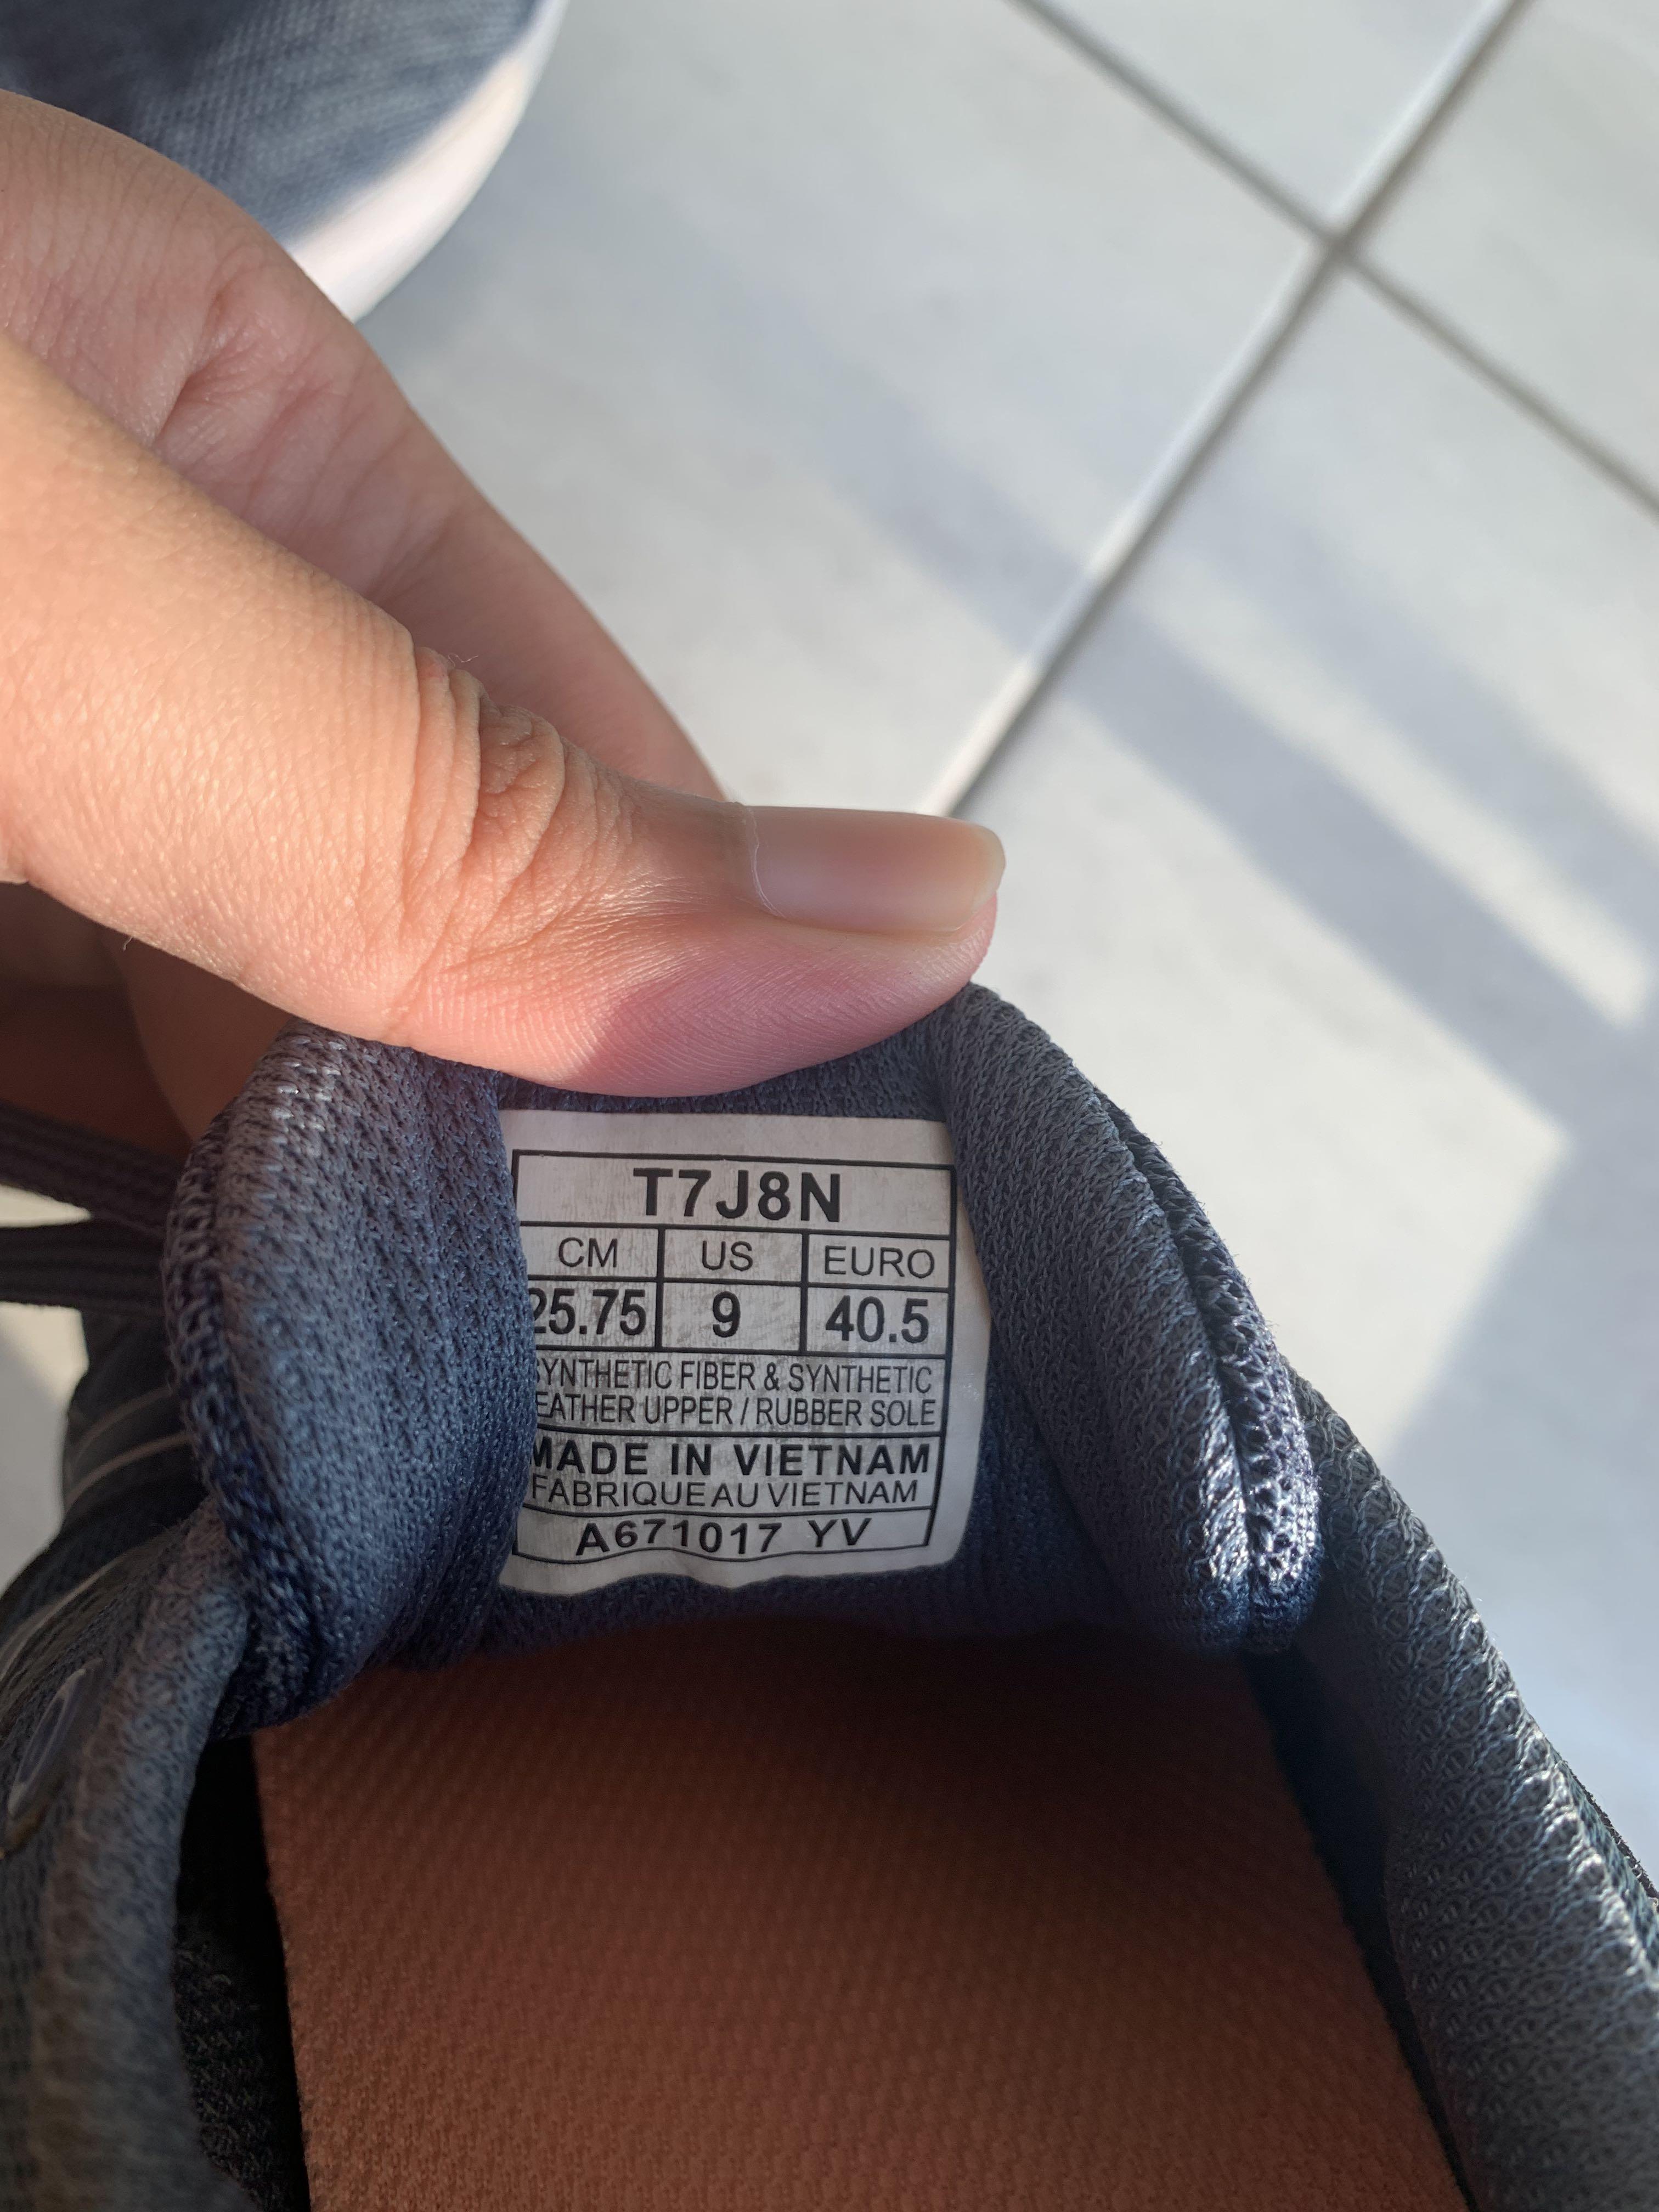 T7J8N
CM US EURO
25.75 9 40.5
SYNTHETIC FIBER & SYNTHETIC
EATHER UPPER / RUBBER SOLE
MADE IN VIETNAM
FABRIQUE AU VIETNAM
A671017 YV